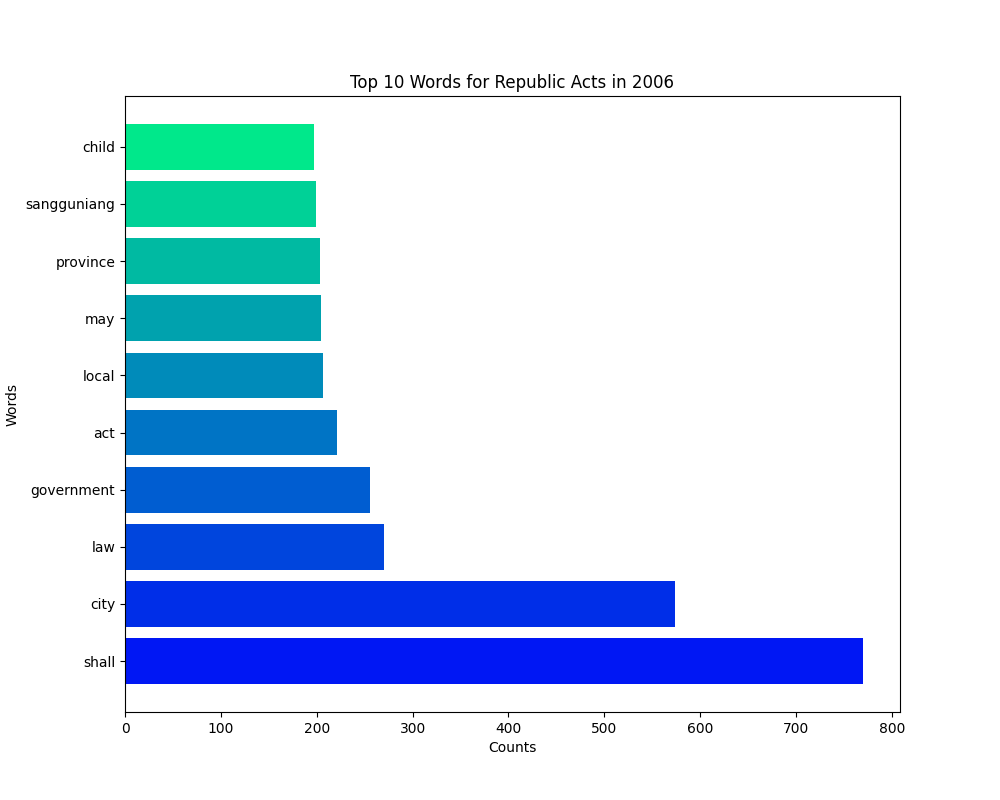 Top 10 Words for Republic Acts in 2006
child
sangguniang
province
may
local
act
government
law
city
shall
Words
0 100 200 300 400 500 600 700 800
Counts